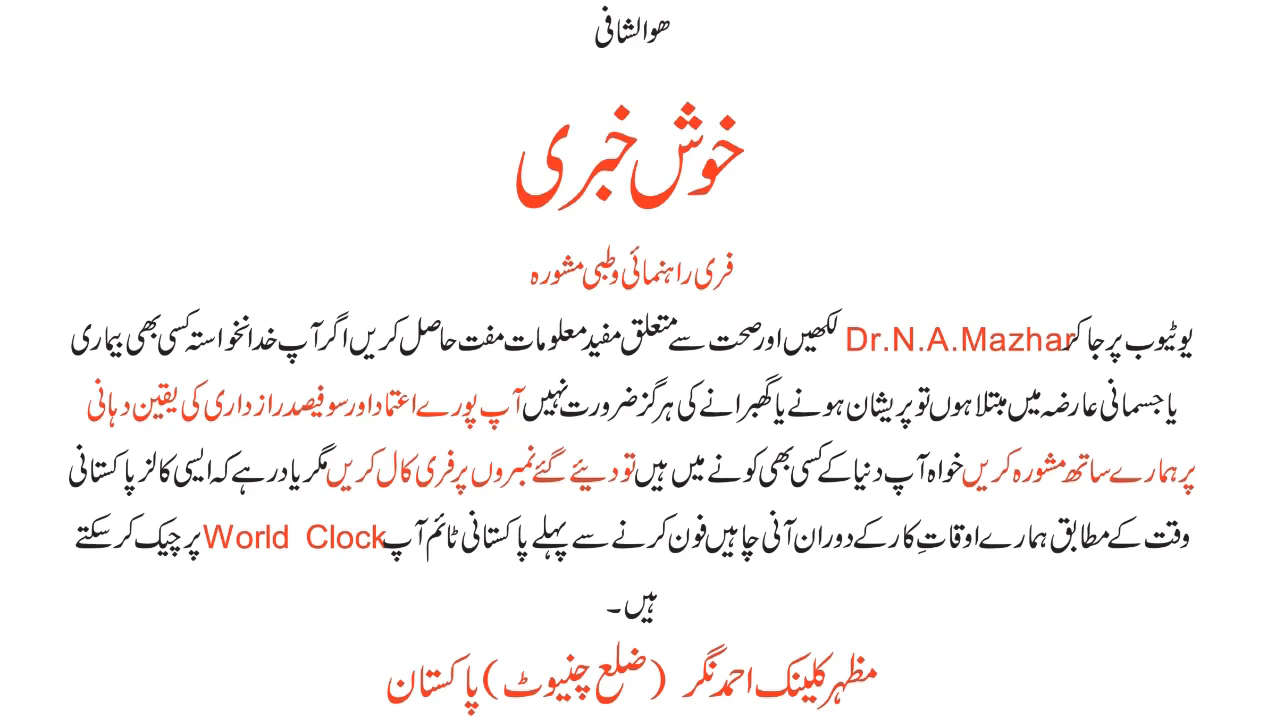 ھوالشافی
خوش خبری
فری راہنمائی وطبی مشورہ
یوٹیوب پر جا کر Dr.N.A.Mazhar لکھیں اور صحت سے متعلق مفید معلومات مفت حاصل کریں اگر آپ خدانخواستہ کسی بھی بیماری
یا جسمانی عارضہ میں مبتلا ہوں تو پریشان ہونے یا گھبرانے کی ہرگز ضرورت نہیں آپ پورے اعتماد اور سو فیصد رازداری کی یقین دہانی
پر ہمارے ساتھ مشورہ کریں خواہ آپ دنیا کے کسی بھی کونے میں ہیں تو دیئے گئے نمبروں پر فری کال کریں مگر یاد رہے کہ ایسی کالز پاکستانی
وقت کے مطابق ہمارے اوقاتِ کار کے دوران آنی چاہیں فون کرنے سے پہلے پاکستانی ٹائم آپ World Clock پر چیک کر سکتے
ہیں۔
مظہر کلینک احمد نگر (ضلع چنیوٹ) پاکستان